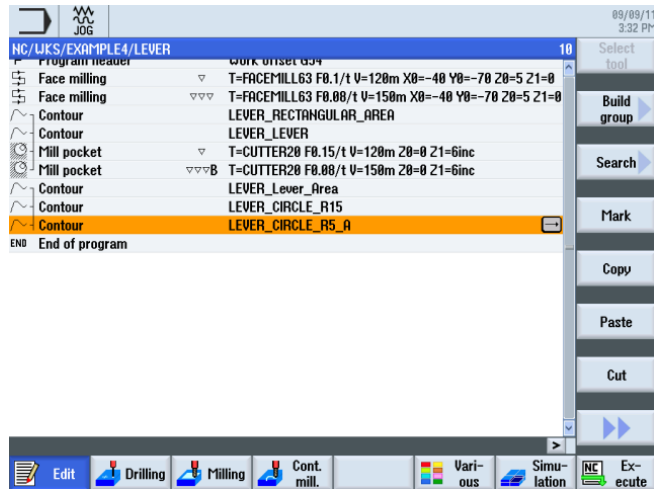 JOG
09/09/11
3:32 PM
NC/WKS/EXAMPLE4/LEVER 10
Select tool
P Program header Work offset G54
Face milling ▽ T=FACEMILL63 F0.1/t V=120m X0=-40 Y0=-70 Z0=5 Z1=0
Face milling ▽▽▽ T=FACEMILL63 F0.08/t V=150m X0=-40 Y0=-70 Z0=5 Z1=0
Contour LEVER_RECTANGULAR_AREA
Contour LEVER_LEVER
Mill pocket ▽ T=CUTTER20 F0.15/t V=120m Z0=0 Z1=6inc
Mill pocket ▽▽▽B T=CUTTER20 F0.08/t V=150m Z0=0 Z1=6inc
Contour LEVER_Lever_Area
Contour LEVER_CIRCLE_R15
Contour LEVER_CIRCLE_R5_A
END End of program
Build
group
Search
Mark
Copy
Paste
Cut
Edit
Drilling
Milling
Cont.
mill.
Vari-
ous
Simu-
lation
NC Ex-
ecute